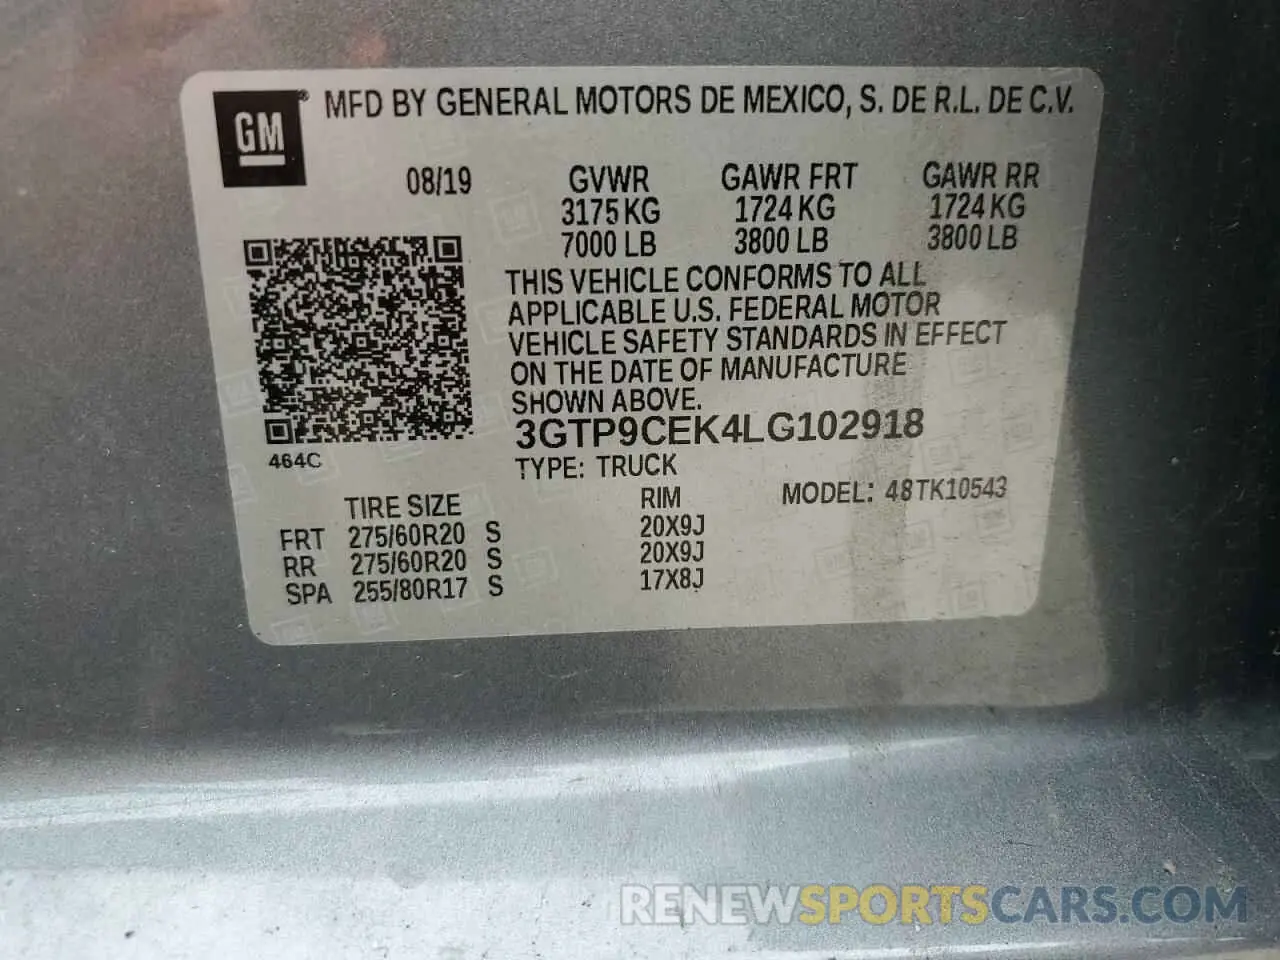 GM® MFD BY GENERAL MOTORS DE MEXICO, S. DE R.L. DE C.V.
08/19 GVWR GAWR FRT GAWR RR
3175 KG 1724 KG 1724 KG
7000 LB 3800 LB 3800 LB
THIS VEHICLE CONFORMS TO ALL
APPLICABLE U.S. FEDERAL MOTOR
VEHICLE SAFETY STANDARDS IN EFFECT
ON THE DATE OF MANUFACTURE
SHOWN ABOVE.
3GTP9CEK4LG102918
464C
TYPE: TRUCK
MODEL: 48TK10543
TIRE SIZE RIM
FRT 275/60R20 S 20X9J
RR 275/60R20 S 20X9J
SPA 255/80R17 S 17X8J
RENEWSPORTSCARS.COM